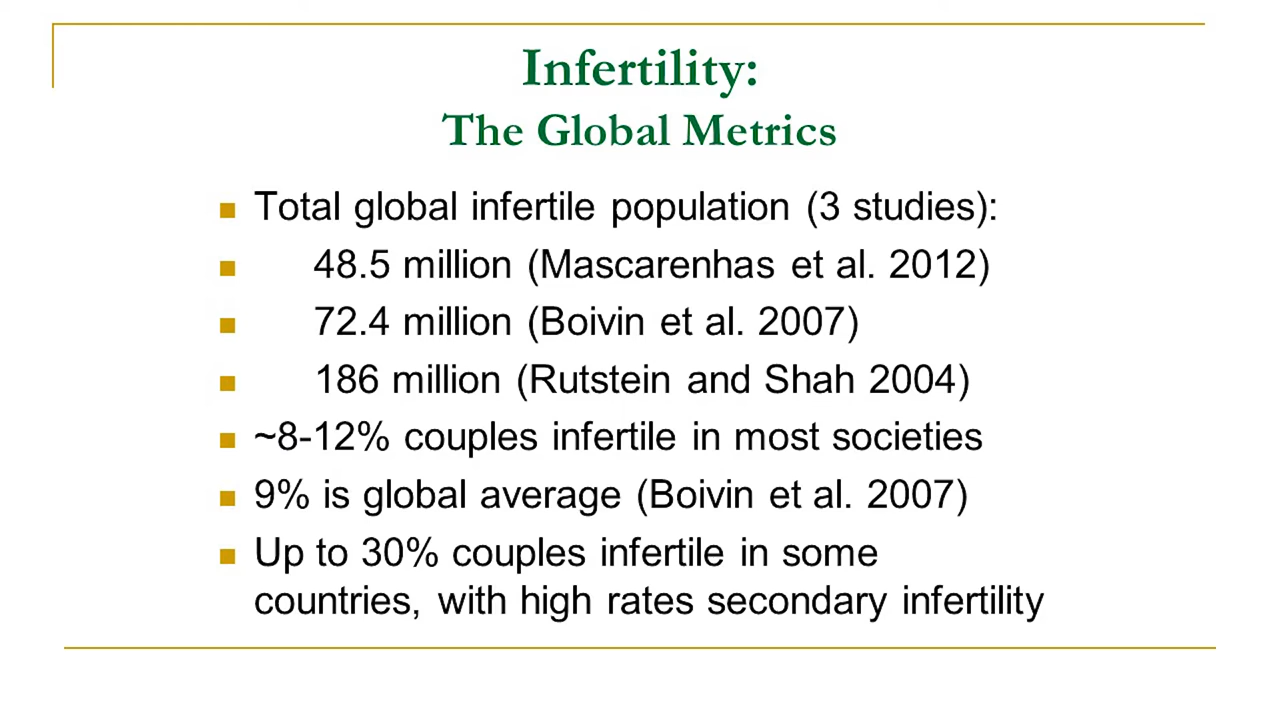 Infertility:
The Global Metrics
Total global infertile population (3 studies):
48.5 million (Mascarenhas et al. 2012)
72.4 million (Boivin et al. 2007)
186 million (Rutstein and Shah 2004)
~8-12% couples infertile in most societies
9% is global average (Boivin et al. 2007)
Up to 30% couples infertile in some
countries, with high rates secondary infertility